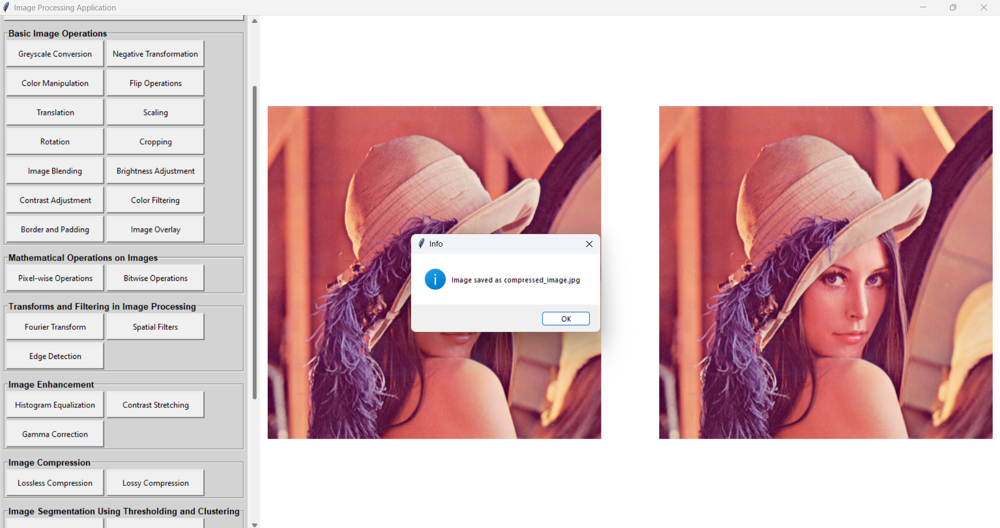 Image Processing Application
Basic Image Operations
Greyscale Conversion
Negative Transformation
Color Manipulation
Flip Operations
Translation
Scaling
Rotation
Cropping
Image Blending
Brightness Adjustment
Contrast Adjustment
Color Filtering
Border and Padding
Image Overlay
Mathematical Operations on Images
Pixel-wise Operations
Bitwise Operations
Transforms and Filtering in Image Processing
Fourier Transform
Spatial Filters
Edge Detection
Image Enhancement
Histogram Equalization
Contrast Stretching
Gamma Correction
Image Compression
Lossless Compression
Lossy Compression
Image Segmentation Using Thresholding and Clustering
Info
Image saved as compressed_image.jpg
OK